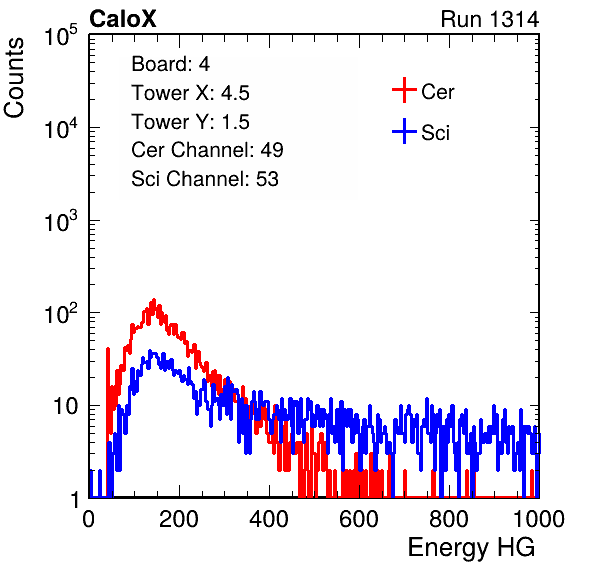 CaloX Run 1314
Board: 4
Tower X: 4.5
Tower Y: 1.5
Cer Channel: 49
Sci Channel: 53
Cer
Sci
Counts
10^5
10^4
10^3
10^2
10
1
0 200 400 600 800 1000
Energy HG